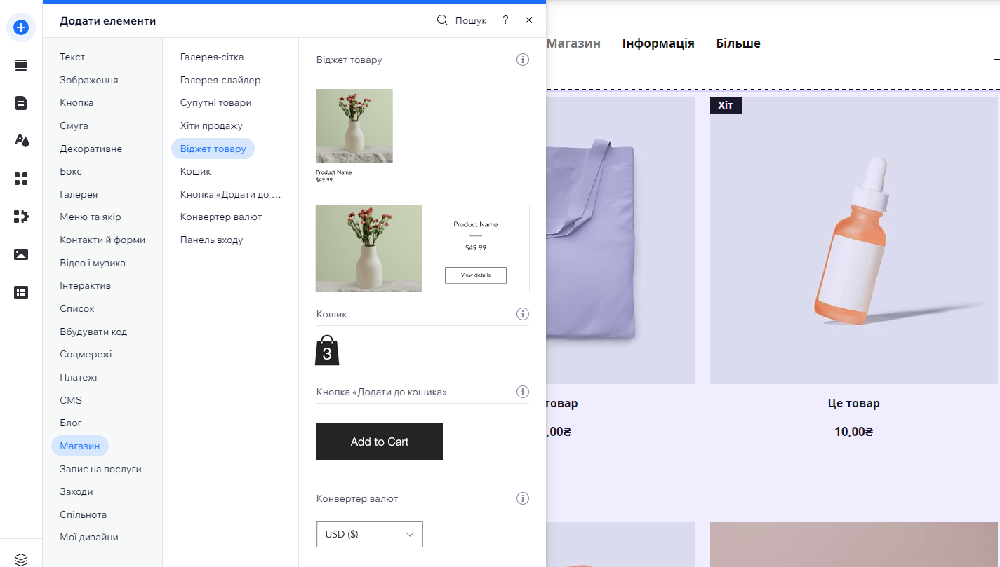 Додати елементи
Пошук
?
Текст
Зображення
Кнопка
Смуга
Декоративне
Бокс
Галерея
Меню та якір
Контакти й форми
Відео і музика
Інтерактив
Список
Вбудувати код
Соцмережі
Платежі
CMS
Блог
Магазин
Запис на послуги
Заходи
Спільнота
Мої дизайни
Галерея-сітка
Галерея-слайдер
Супутні товари
Хіти продажу
Віджет товару
Кошик
Кнопка «Додати до ...
Конвертер валют
Панель входу
Віджет товару
Product Name
$49.99
Product Name
$49.99
View details
Кошик
3
Кнопка «Додати до кошика»
Add to Cart
Конвертер валют
USD ($)
Магазин Інформація Більше
Хіт
товар
,00₴
Це товар
10,00₴